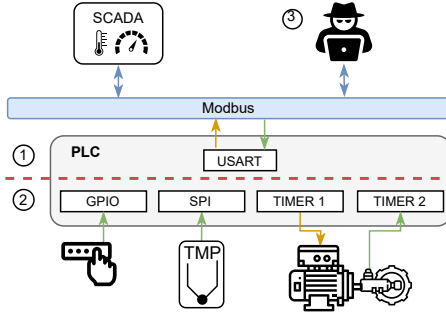 SCADA
3
Modbus
1
PLC
USART
2
GPIO SPI TIMER 1 TIMER 2
TMP